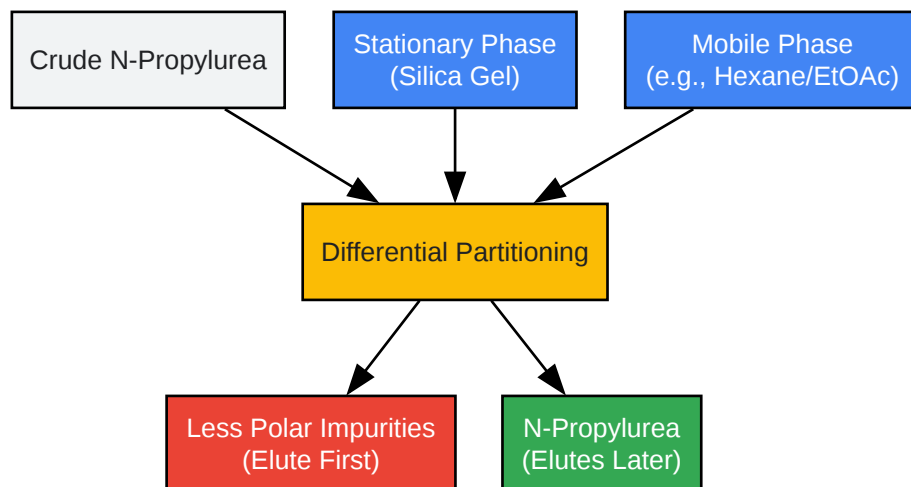 Crude N-Propylurea
Stationary Phase
(Silica Gel)
Mobile Phase
(e.g., Hexane/EtOAc)
Differential Partitioning
Less Polar Impurities
(Elute First)
N-Propylurea
(Elutes Later)